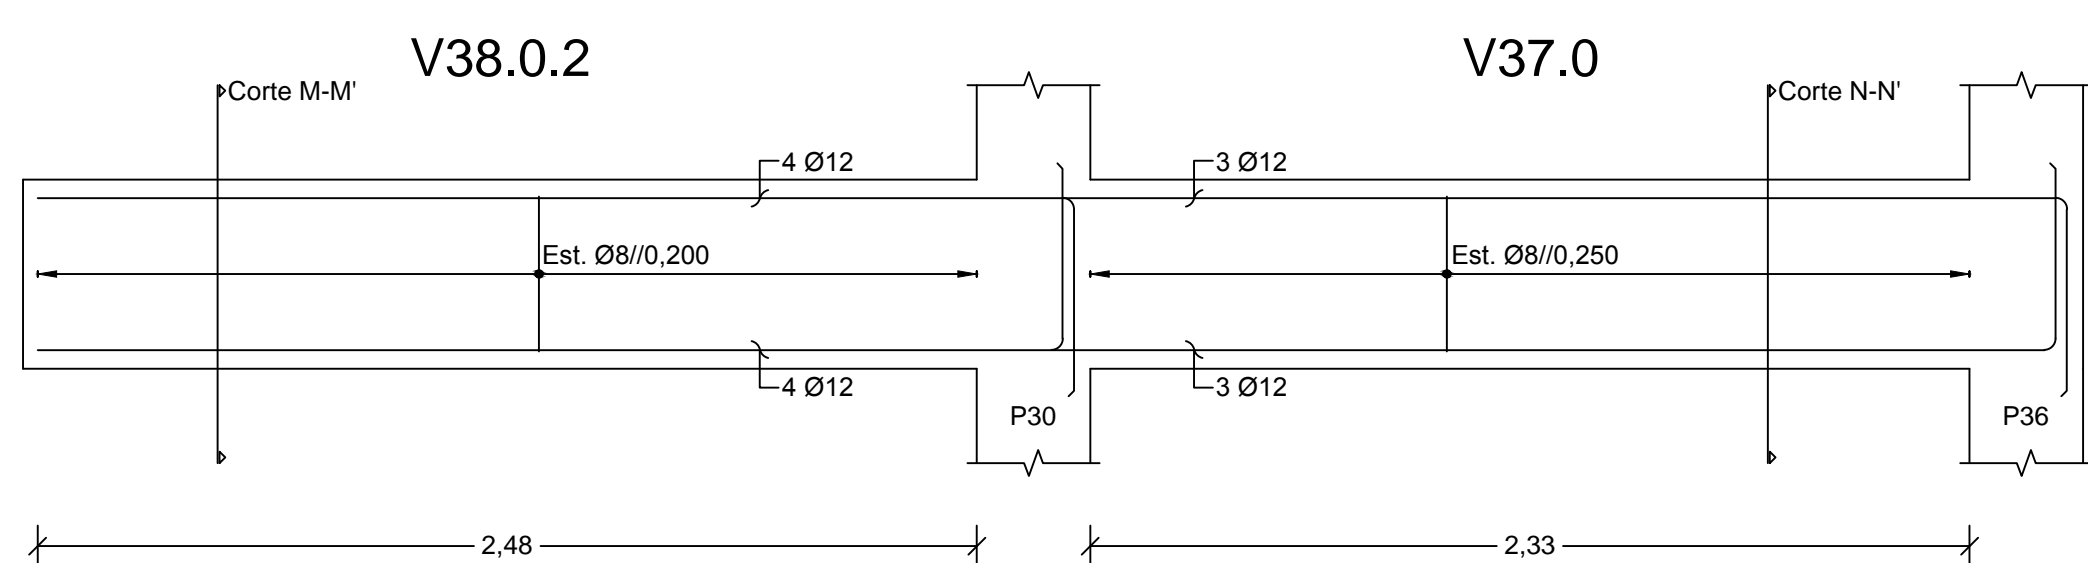 V38.0.2
V37.0
Corte M-M'
Corte N-N'
4 Ø12
3 Ø12
Est. Ø8//0,200
Est. Ø8//0,250
4 Ø12
3 Ø12
P30
P36
2,48
2,33